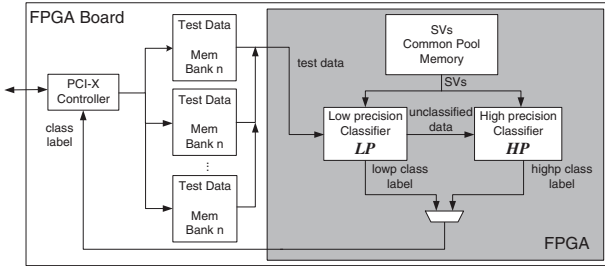 FPGA Board
PCI-X
Controller
class
label
Test Data
Mem
Bank n
Test Data
Mem
Bank n
⋮
Test Data
Mem
Bank n
test data
SVs
Common Pool
Memory
SVs
Low precision
Classifier
LP
unclassified
data
High precision
Classifier
HP
lowp class
label
highp class
label
FPGA